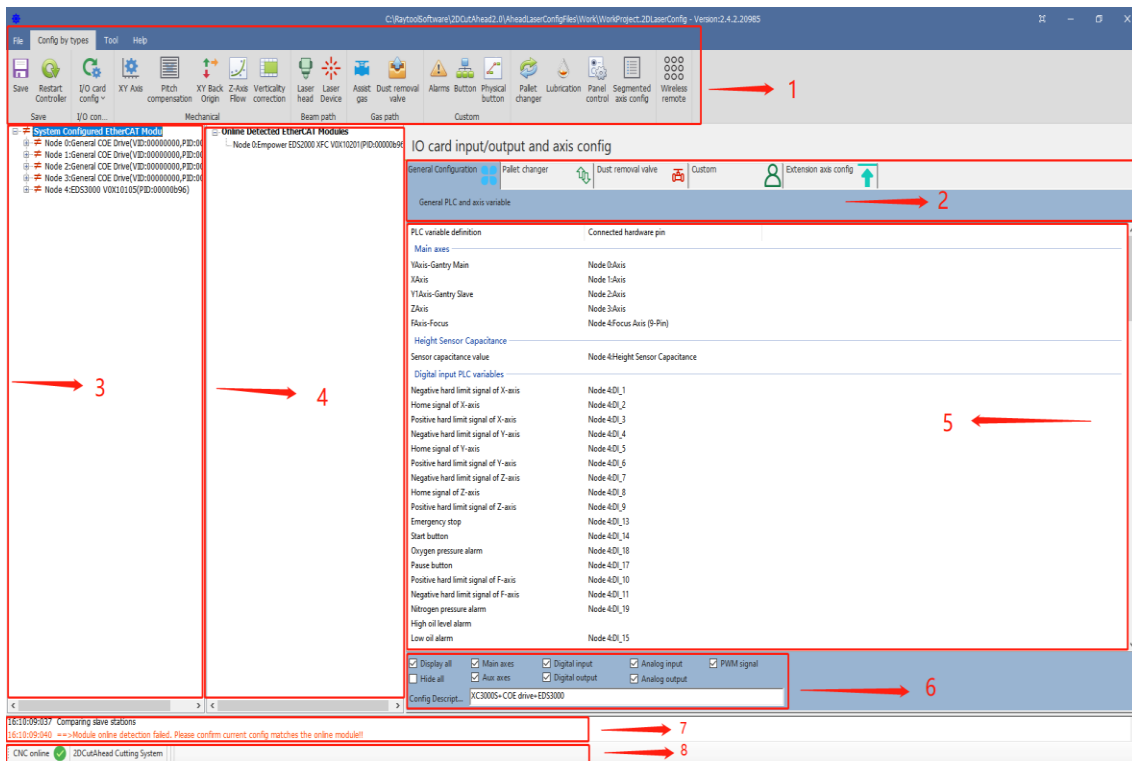 C:\RaytoolSoftware\2DCutAhead2.0\AheadLaserConfigFiles\Work\WorkProject.2DLaserConfig - Version:2.4.2.20985
File Config by types Tool Help
Save Restart Controller I/O card config XY Axis Pitch compensation XY Back Origin Z-Axis Flow Verticality correction Laser head Laser Device Assist gas Dust removal valve Alarms Button Physical button Pallet changer Lubrication Panel control Segmented axis config Wireless remote
Save I/O con... Mechanical Beam path Gas path Custom
1
System Configured EtherCAT Modu
Node 0:General COE Drive(VID:00000000,PID:00
Node 1:General COE Drive(VID:00000000,PID:00
Node 2:General COE Drive(VID:00000000,PID:00
Node 3:General COE Drive(VID:00000000,PID:00
Node 4:EDS3000 V0X10105(PID:00000b96)
3
Online Detected EtherCAT Modules
Node 0:Empower EDS2000 XFC V0X10201(PID:00000b96
4
IO card input/output and axis config
General Configuration Pallet changer Dust removal valve Custom Extension axis config
General PLC and axis variable
2
PLC variable definition Connected hardware pin
Main axes
YAxis-Gantry Main Node 0:Axis
XAxis Node 1:Axis
Y1Axis-Gantry Slave Node 2:Axis
ZAxis Node 3:Axis
FAxis-Focus Node 4:Focus Axis (9-Pin)
Height Sensor Capacitance
Sensor capacitance value Node 4:Height Sensor Capacitance
Digital input PLC variables
Negative hard limit signal of X-axis Node 4:DI_1
Home signal of X-axis Node 4:DI_2
Positive hard limit signal of X-axis Node 4:DI_3
Negative hard limit signal of Y-axis Node 4:DI_4
Home signal of Y-axis Node 4:DI_5
Positive hard limit signal of Y-axis Node 4:DI_6
Negative hard limit signal of Z-axis Node 4:DI_7
Home signal of Z-axis Node 4:DI_8
Positive hard limit signal of Z-axis Node 4:DI_9
Emergency stop Node 4:DI_13
Start button Node 4:DI_14
Oxygen pressure alarm Node 4:DI_18
Pause button Node 4:DI_17
Positive hard limit signal of F-axis Node 4:DI_10
Negative hard limit signal of F-axis Node 4:DI_11
Nitrogen pressure alarm Node 4:DI_19
High oil level alarm
Low oil alarm Node 4:DI_15
5
Display all Main axes Digital input Analog input PWM signal
Hide all Aux axes Digital output Analog output
Config Descript... XC3000S+COE drive+EDS3000
6
16:10:09:037 Comparing slave stations
16:10:09:040 ==>Module online detection failed. Please confirm current config matches the online module!!
7
CNC online 2DCutAhead Cutting System
8